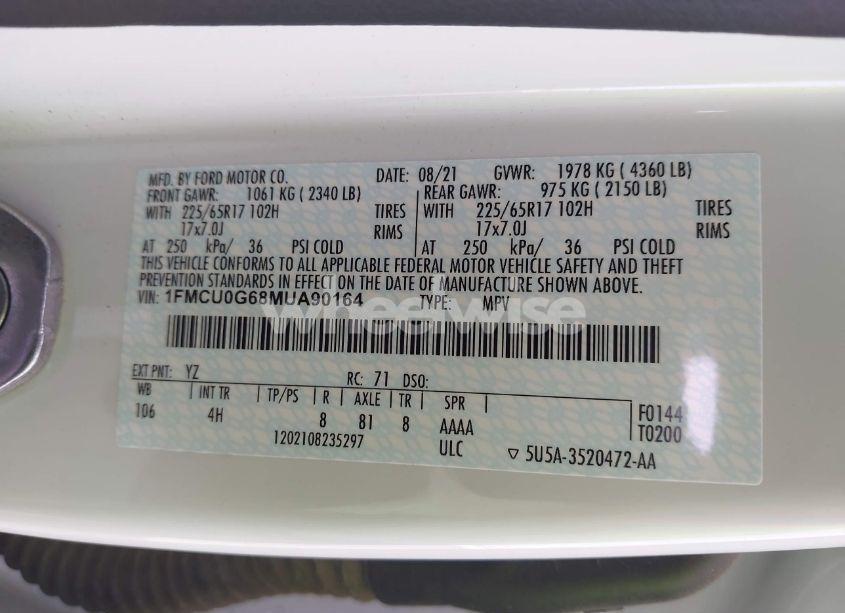 MFD. BY FORD MOTOR CO. DATE: 08/21 GVWR: 1978 KG ( 4360 LB)
FRONT GAWR: 1061 KG ( 2340 LB) REAR GAWR: 975 KG ( 2150 LB)
WITH 225/65R17 102H TIRES WITH 225/65R17 102H TIRES
17x7.0J RIMS 17x7.0J RIMS
AT 250 kPa/ 36 PSI COLD AT 250 kPa/ 36 PSI COLD
THIS VEHICLE CONFORMS TO ALL APPLICABLE FEDERAL MOTOR VEHICLE SAFETY AND THEFT
PREVENTION STANDARDS IN EFFECT ON THE DATE OF MANUFACTURE SHOWN ABOVE.
VIN: 1FMCU0G68MUA90164 TYPE: MPV
wheelwise
EXT PNT: YZ RC: 71 DSO:
WB INT TR TP/PS R AXLE TR SPR
106 4H 8 81 8 AAAA F0144
1202108235297 ULC T0200
▽ 5U5A-3520472-AA